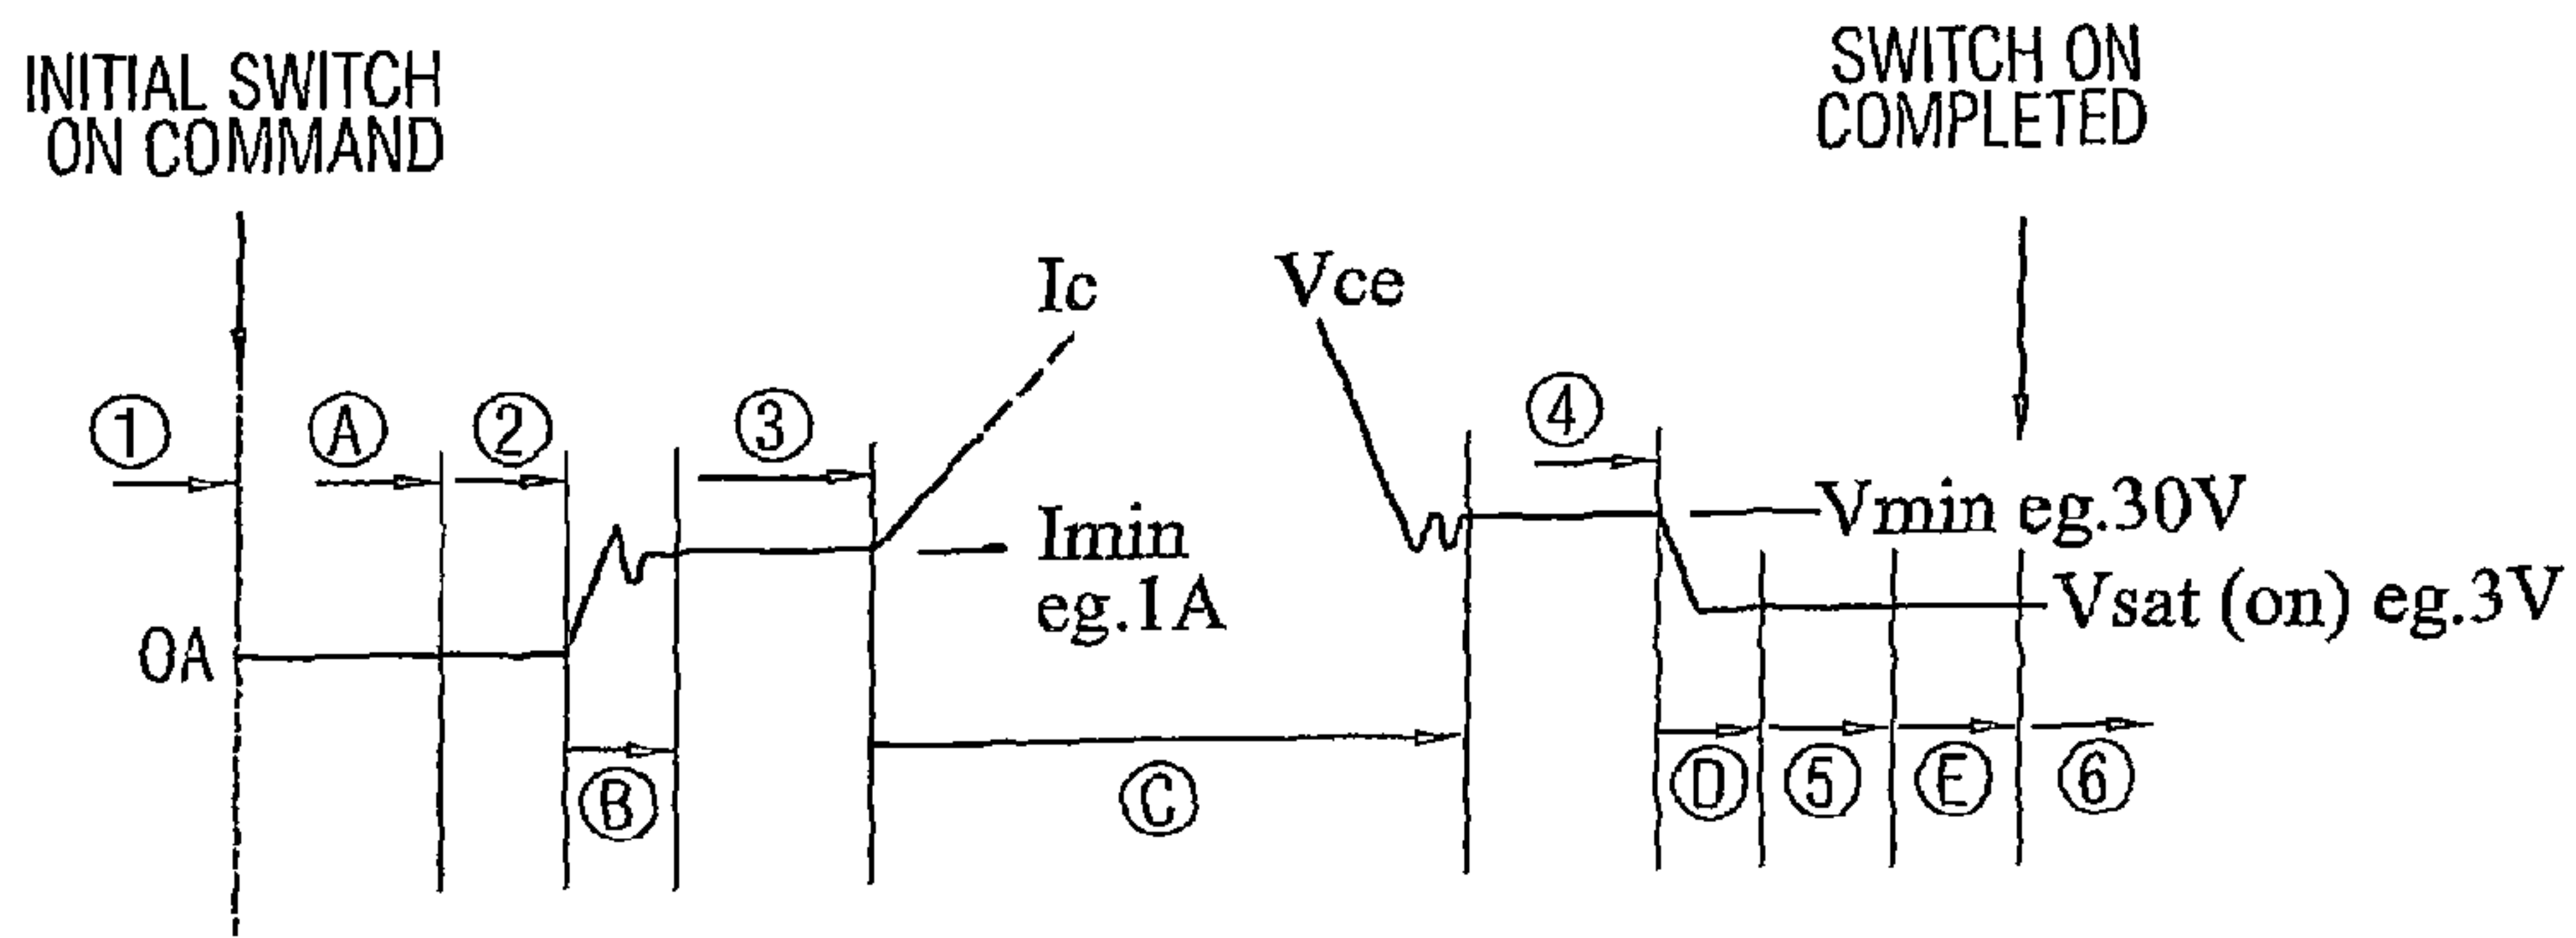 INITIAL SWITCH
ON COMMAND
SWITCH ON
COMPLETED
Ic
Vce
1
A
2
3
4
Imin
eg.1A
Vmin eg.30V
Vsat (on) eg.3V
OA
B
C
D
5
E
6